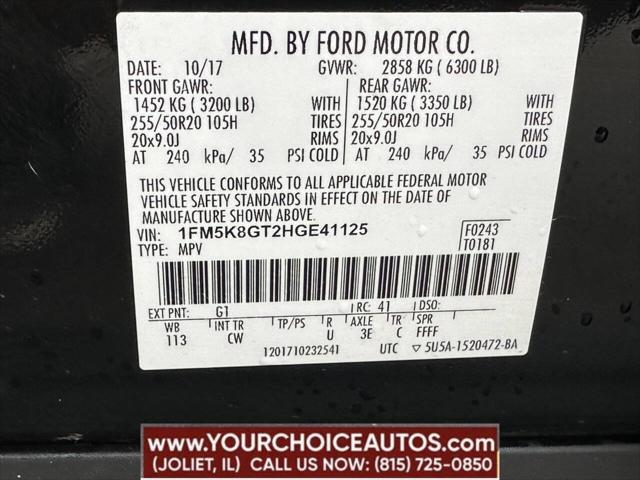 MFD. BY FORD MOTOR CO.
DATE: 10/17 GVWR: 2858 KG ( 6300 LB)
FRONT GAWR: REAR GAWR:
1452 KG ( 3200 LB) WITH 1520 KG ( 3350 LB) WITH
255/50R20 105H TIRES 255/50R20 105H TIRES
20x9.0J RIMS 20x9.0J RIMS
AT 240 kPa/ 35 PSI COLD AT 240 kPa/ 35 PSI COLD
THIS VEHICLE CONFORMS TO ALL APPLICABLE FEDERAL MOTOR
VEHICLE SAFETY STANDARDS IN EFFECT ON THE DATE OF
MANUFACTURE SHOWN ABOVE.
VIN: 1FM5K8GT2HGE41125 F0243
TYPE: MPV T0181
EXT PNT: G1 RC: 41 DSO:
WB INT TR TP/PS R AXLE TR SPR
113 CW U 3E C FFFF
1201710232541 UTC ▽ 5U5A-1520472-BA
WWW.YOURCHOICEAUTOS.COM
(JOLIET, IL) CALL US NOW: (815) 725-0850